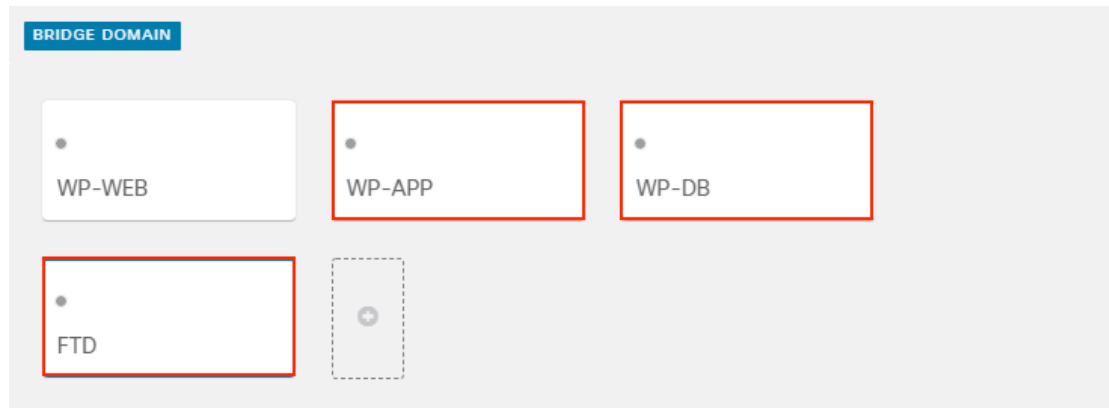 BRIDGE DOMAIN
WP-WEB
WP-APP
WP-DB
FTD